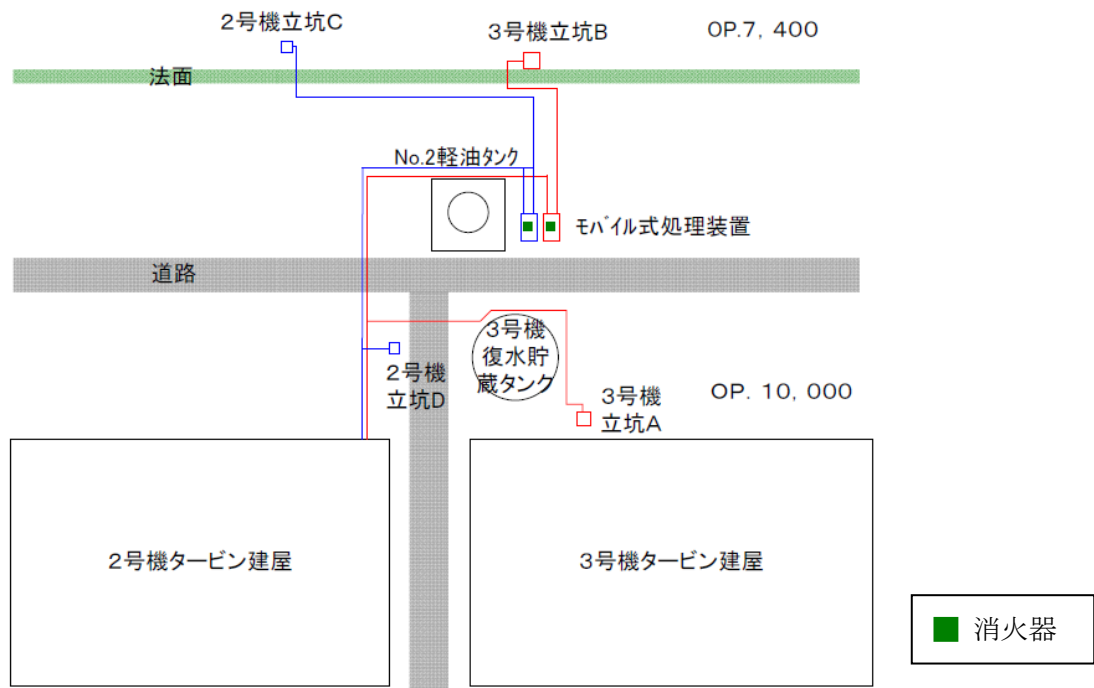 2号機立坑C
3号機立坑B
OP.7, 400
法面
No.2軽油タンク
モバイル式処理装置
道路
3号機
復水貯
蔵タンク
2号機
立坑D
3号機
立坑A
OP. 10, 000
2号機タービン建屋
3号機タービン建屋
消火器